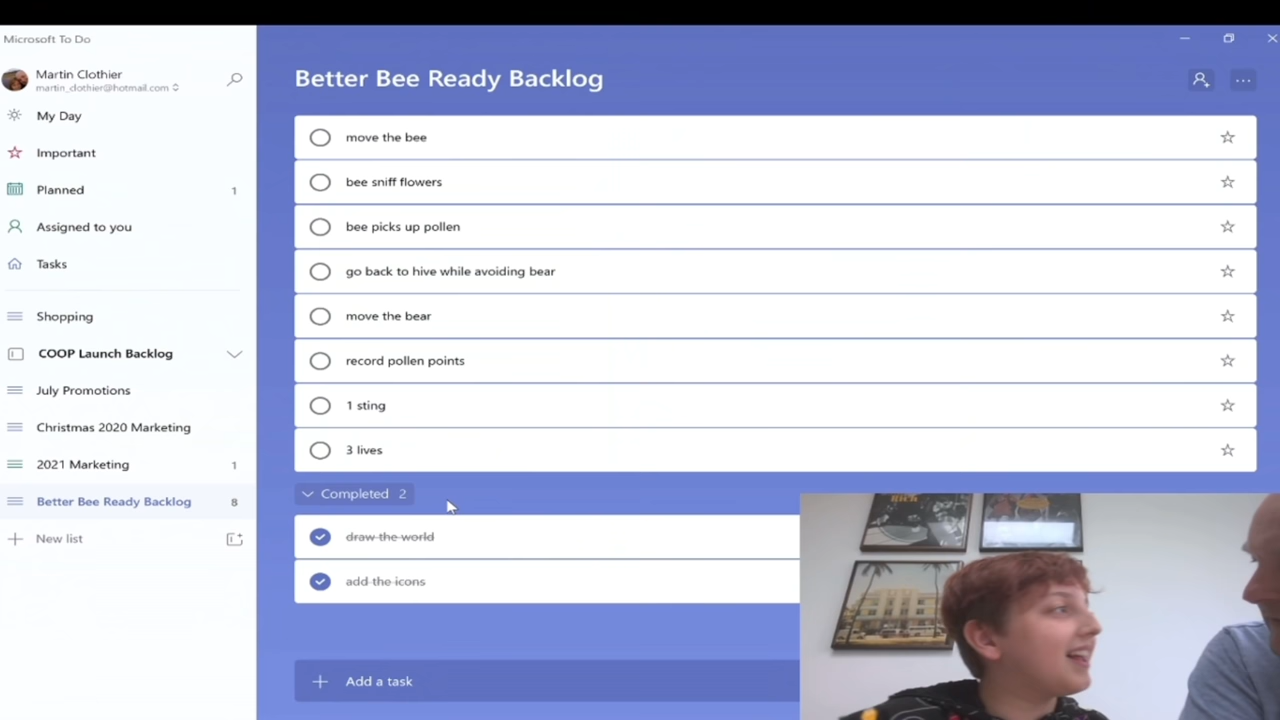 Microsoft To Do
Martin Clothier
martin_clothier@hotmail.com
My Day
Important
Planned 1
Assigned to you
Tasks
Shopping
COOP Launch Backlog
July Promotions
Christmas 2020 Marketing
2021 Marketing 1
Better Bee Ready Backlog 8
New list
Better Bee Ready Backlog
move the bee
bee sniff flowers
bee picks up pollen
go back to hive while avoiding bear
move the bear
record pollen points
1 sting
3 lives
Completed 2
draw the world
add the icons
Add a task